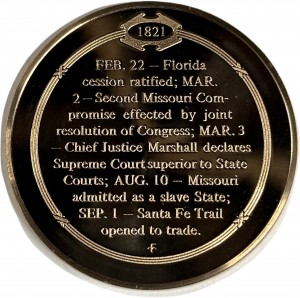 1821
FEB. 22 – Florida
cession ratified; MAR.
2 – Second Missouri Com-
promise effected by joint
resolution of Congress; MAR. 3
– Chief Justice Marshall declares
Supreme Court superior to State
Courts; AUG. 10 – Missouri
admitted as a slave State;
SEP. 1 – Santa Fe Trail
opened to trade.